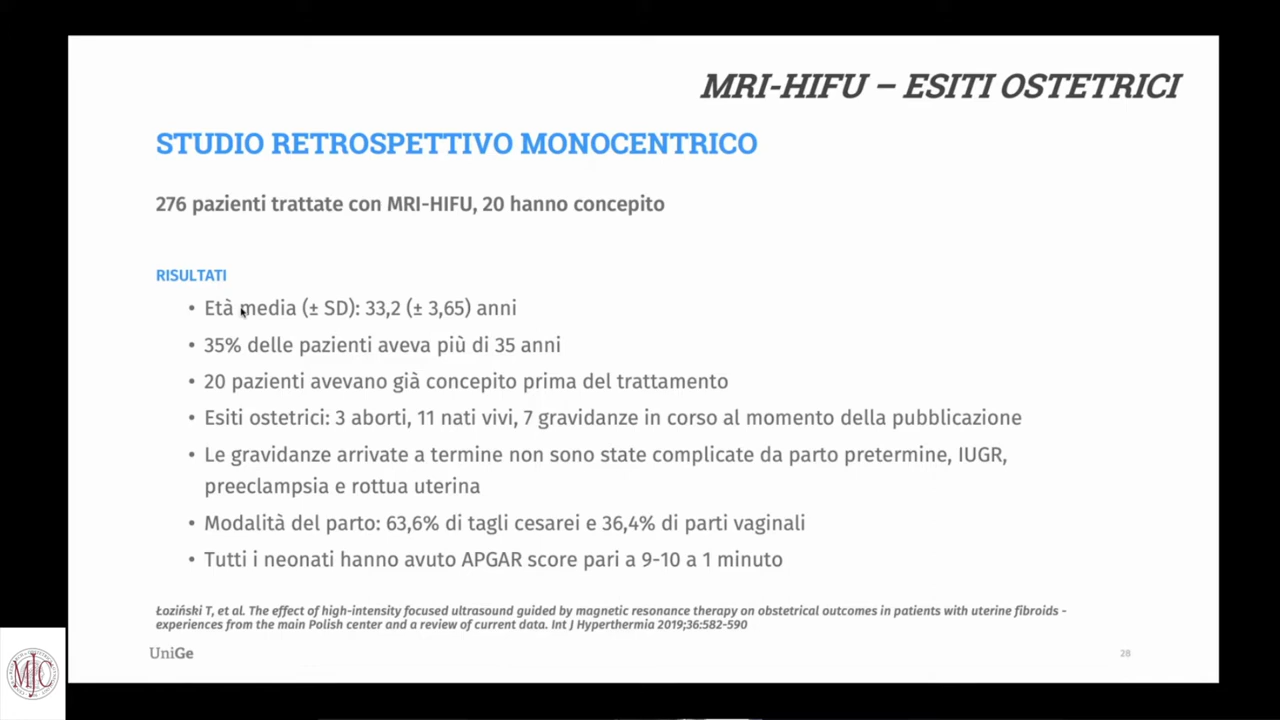 MRI-HIFU – ESITI OSTETRICI
STUDIO RETROSPETTIVO MONOCENTRICO
276 pazienti trattate con MRI-HIFU, 20 hanno concepito
RISULTATI
• Età media (± SD): 33,2 (± 3,65) anni
• 35% delle pazienti aveva più di 35 anni
• 20 pazienti avevano già concepito prima del trattamento
• Esiti ostetrici: 3 aborti, 11 nati vivi, 7 gravidanze in corso al momento della pubblicazione
• Le gravidanze arrivate a termine non sono state complicate da parto pretermine, IUGR,
preeclampsia e rottua uterina
• Modalità del parto: 63,6% di tagli cesarei e 36,4% di parti vaginali
• Tutti i neonati hanno avuto APGAR score pari a 9-10 a 1 minuto
Łoziński T, et al. The effect of high-intensity focused ultrasound guided by magnetic resonance therapy on obstetrical outcomes in patients with uterine fibroids -
experiences from the main Polish center and a review of current data. Int J Hyperthermia 2019;36:582-590
UniGe
28
MJC